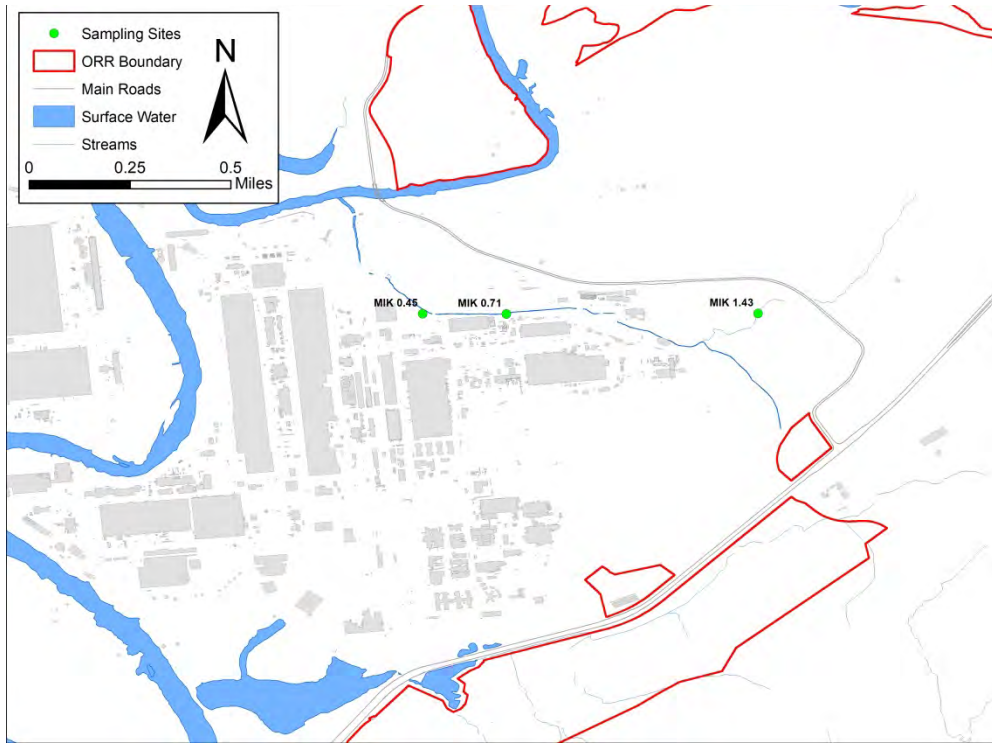 Sampling Sites
ORR Boundary
Main Roads
Surface Water
Streams
N
0 0.25 0.5
Miles
MIK 0.45 MIK 0.71 MIK 1.43